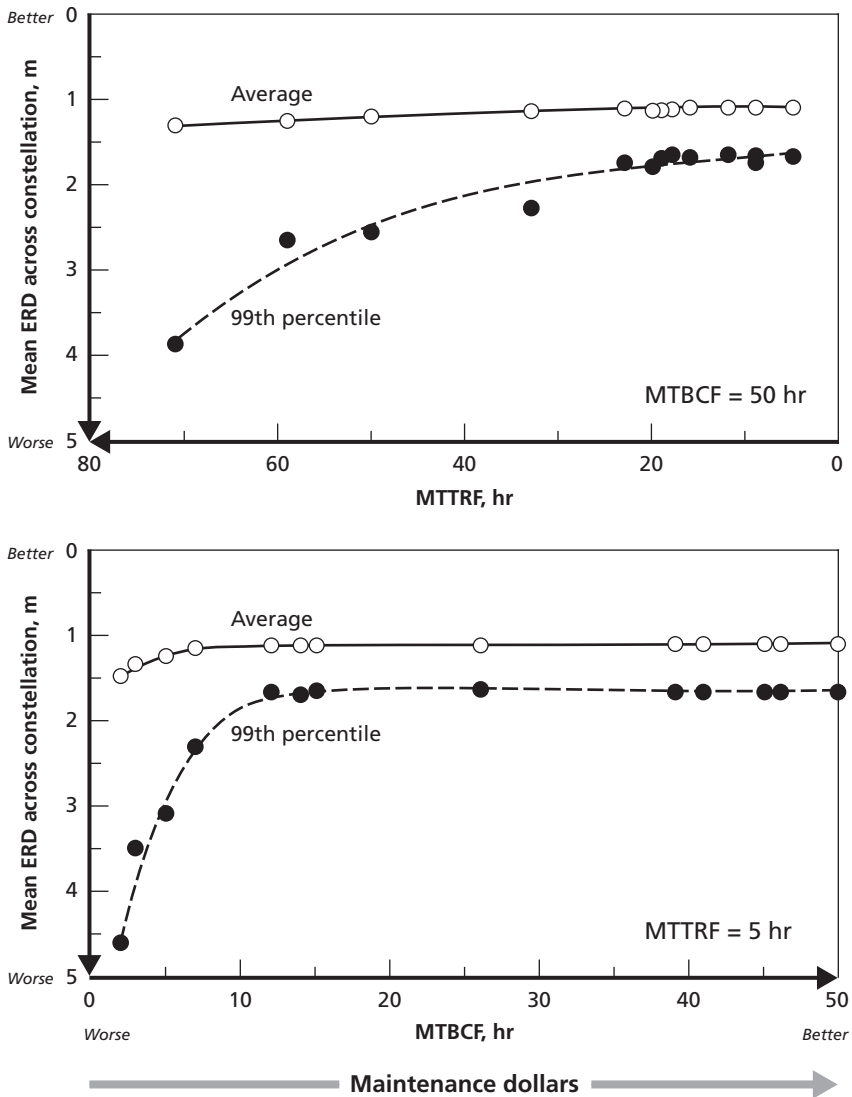 Better
0
1
2
3
4
Worse 5
Mean ERD across constellation, m
Average
99th percentile
MTBCF = 50 hr
80 60 40 20 0
MTTRF, hr
Better
0
1
2
3
4
Worse 5
Mean ERD across constellation, m
Average
99th percentile
MTTRF = 5 hr
0 10 20 30 40 50
Worse MTBCF, hr Better
Maintenance dollars